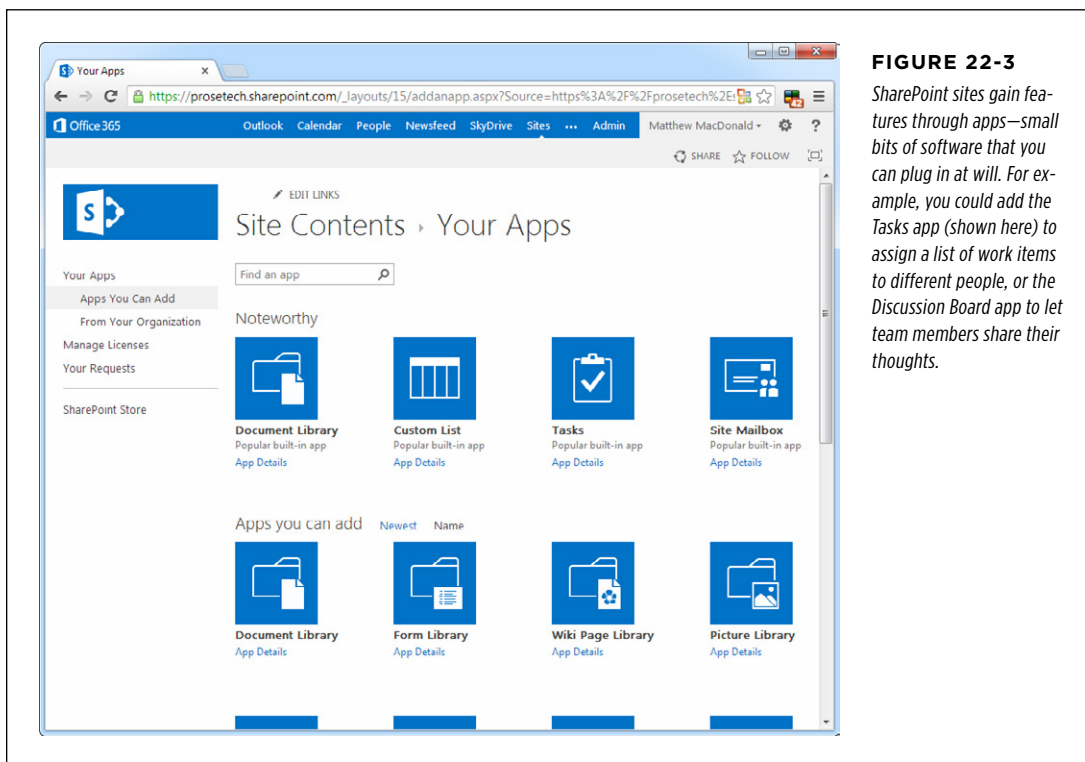 Your Apps x
https://prosetech.sharepoint.com/_layouts/15/addanapp.aspx?Source=https%3A%2F%2Fprosetech%2E
Office 365 Outlook Calendar People Newsfeed SkyDrive Sites ••• Admin Matthew MacDonald ?
SHARE FOLLOW
S
EDIT LINKS
Site Contents › Your Apps
Find an app
Your Apps
Apps You Can Add
From Your Organization
Manage Licenses
Your Requests
SharePoint Store
Noteworthy
Document Library Custom List Tasks Site Mailbox
Popular built-in app Popular built-in app Popular built-in app Popular built-in app
App Details App Details App Details App Details
Apps you can add Newest Name
Document Library Form Library Wiki Page Library Picture Library
App Details App Details App Details App Details
FIGURE 22-3
SharePoint sites gain fea-
tures through apps—small
bits of software that you
can plug in at will. For ex-
ample, you could add the
Tasks app (shown here) to
assign a list of work items
to different people, or the
Discussion Board app to let
team members share their
thoughts.